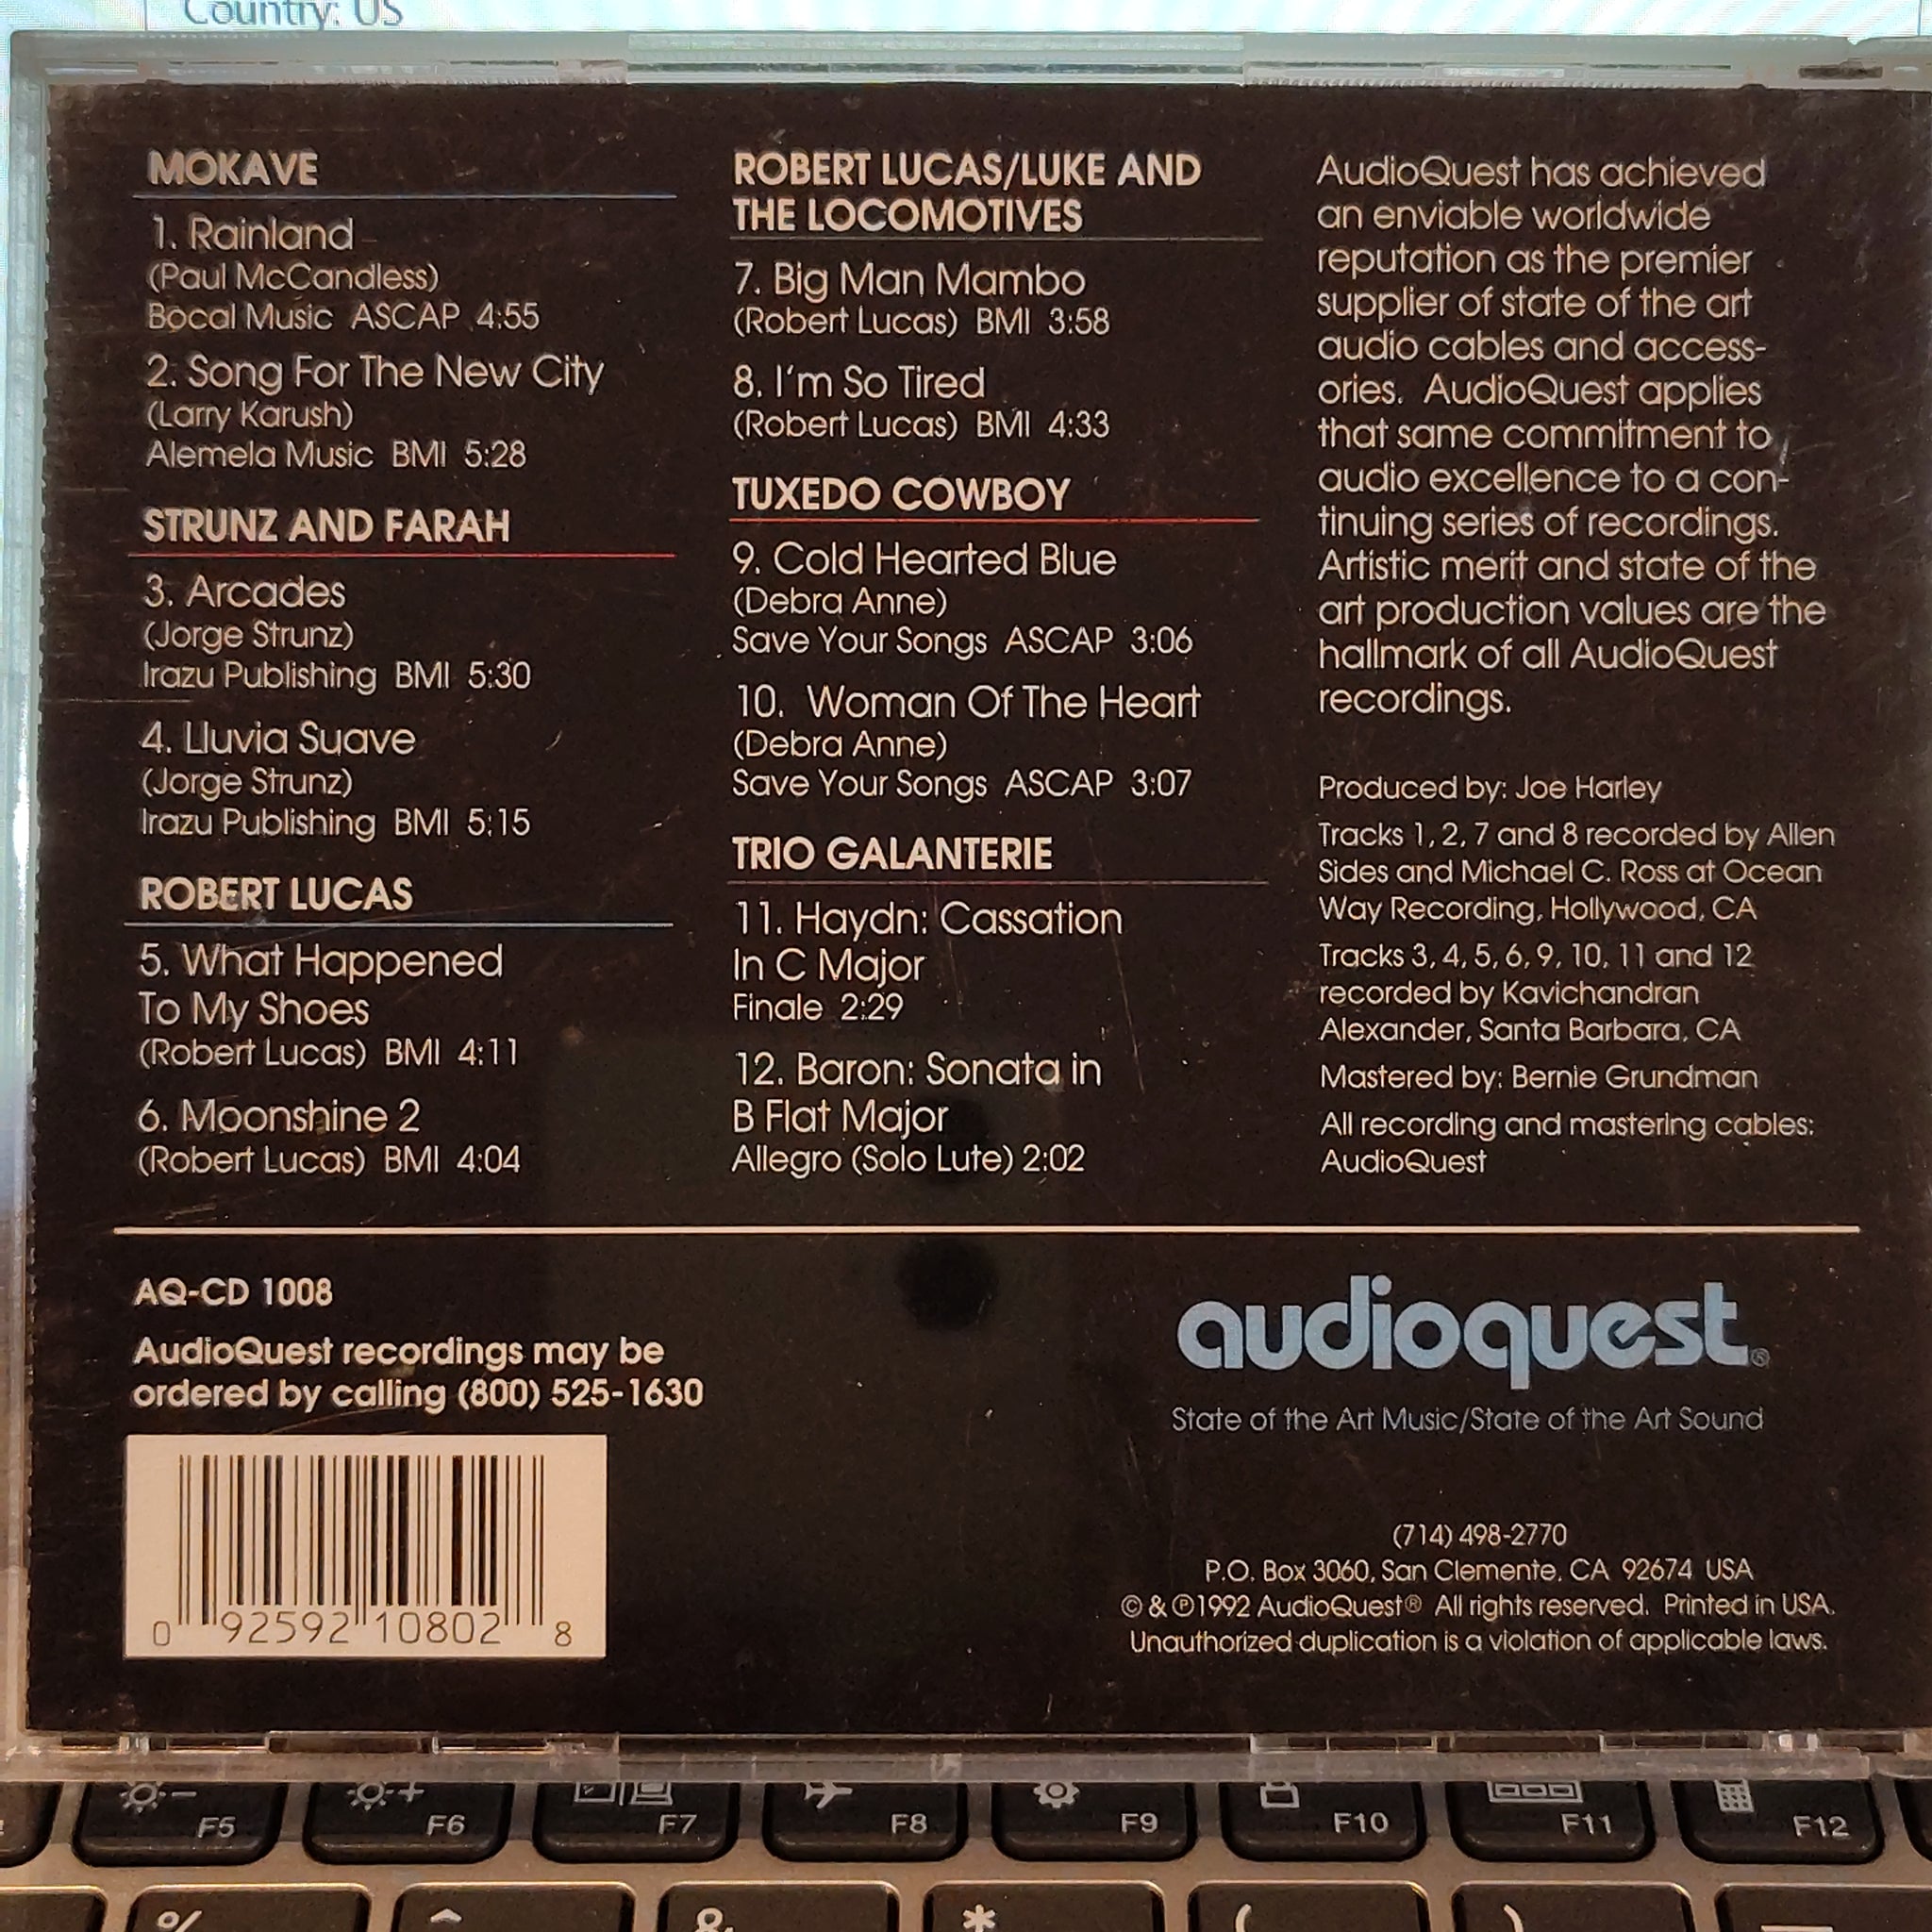 Country: US
MOKAVE
1. Rainland
(Paul McCandless)
Bocal Music ASCAP 4:55
2. Song For The New City
(Larry Karush)
Alemela Music BMI 5:28
STRUNZ AND FARAH
3. Arcades
(Jorge Strunz)
Irazu Publishing BMI 5:30
4. Lluvia Suave
(Jorge Strunz)
Irazu Publishing BMI 5:15
ROBERT LUCAS
5. What Happened
To My Shoes
(Robert Lucas) BMI 4:11
6. Moonshine 2
(Robert Lucas) BMI 4:04
ROBERT LUCAS/LUKE AND
THE LOCOMOTIVES
7. Big Man Mambo
(Robert Lucas) BMI 3:58
8. I'm So Tired
(Robert Lucas) BMI 4:33
TUXEDO COWBOY
9. Cold Hearted Blue
(Debra Anne)
Save Your Songs ASCAP 3:06
10. Woman Of The Heart
(Debra Anne)
Save Your Songs ASCAP 3:07
TRIO GALANTERIE
11. Haydn: Cassation
In C Major
Finale 2:29
12. Baron: Sonata in
B Flat Major
Allegro (Solo Lute) 2:02
AudioQuest has achieved
an enviable worldwide
reputation as the premier
supplier of state of the art
audio cables and access-
ories. AudioQuest applies
that same commitment to
audio excellence to a con-
tinuing series of recordings.
Artistic merit and state of the
art production values are the
hallmark of all AudioQuest
recordings.
Produced by: Joe Harley
Tracks 1, 2, 7 and 8 recorded by Allen
Sides and Michael C. Ross at Ocean
Way Recording, Hollywood, CA
Tracks 3, 4, 5, 6, 9, 10, 11 and 12
recorded by Kavichandran
Alexander, Santa Barbara, CA
Mastered by: Bernie Grundman
All recording and mastering cables:
AudioQuest
AQ-CD 1008
AudioQuest recordings may be
ordered by calling (800) 525-1630
0 92592 10802 8
audioquest®
State of the Art Music/State of the Art Sound
(714) 498-2770
P.O. Box 3060, San Clemente, CA 92674 USA
© & ℗1992 AudioQuest® All rights reserved. Printed in USA.
Unauthorized duplication is a violation of applicable laws.
F5 F6 F7 F8 F9 F10 F11 F12
% ^ & * ( )